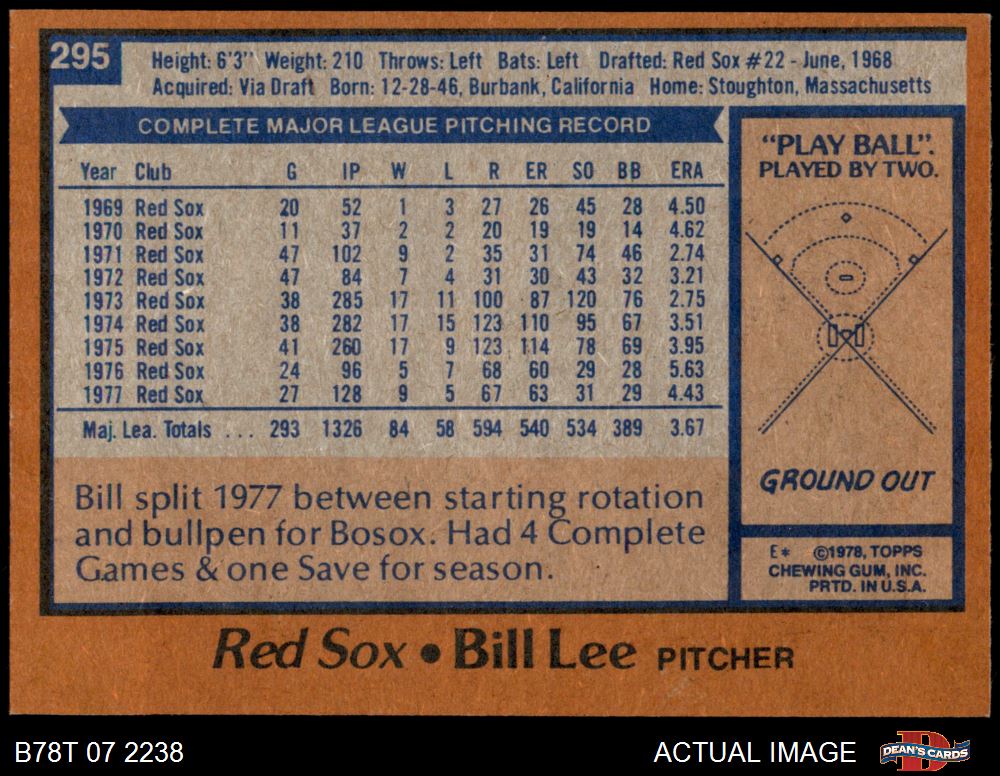 295
Height: 6'3" Weight: 210 Throws: Left Bats: Left Drafted: Red Sox #22 - June, 1968
Acquired: Via Draft Born: 12-28-46, Burbank, California Home: Stoughton, Massachusetts
COMPLETE MAJOR LEAGUE PITCHING RECORD
Year Club G IP W L R ER SO BB ERA
1969 Red Sox 20 52 1 3 27 26 45 28 4.50
1970 Red Sox 11 37 2 2 20 19 19 14 4.62
1971 Red Sox 47 102 9 2 35 31 74 46 2.74
1972 Red Sox 47 84 7 4 31 30 43 32 3.21
1973 Red Sox 38 285 17 11 100 87 120 76 2.75
1974 Red Sox 38 282 17 15 123 110 95 67 3.51
1975 Red Sox 41 260 17 9 123 114 78 69 3.95
1976 Red Sox 24 96 5 7 68 60 29 28 5.63
1977 Red Sox 27 128 9 5 67 63 31 29 4.43
Maj. Lea. Totals ... 293 1326 84 58 594 540 534 389 3.67
Bill split 1977 between starting rotation
and bullpen for Bosox. Had 4 Complete
Games & one Save for season.
"PLAY BALL".
PLAYED BY TWO.
GROUND OUT
E* ©1978, TOPPS
CHEWING GUM, INC.
PRTD. IN U.S.A.
Red Sox • Bill Lee PITCHER
B78T 07 2238
ACTUAL IMAGE
DEAN'S CARDS